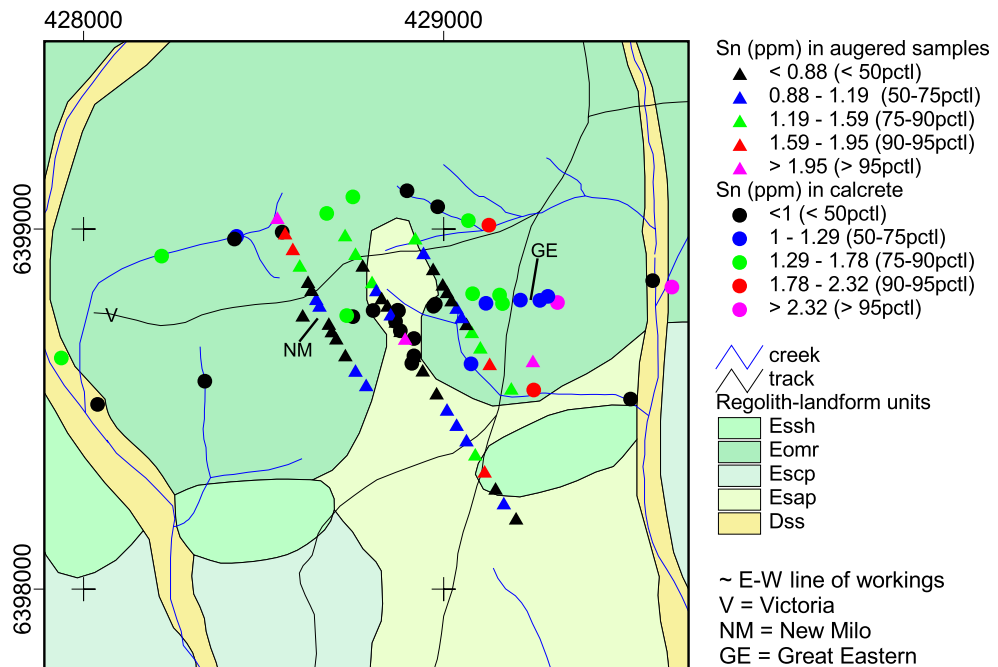 428000
429000
6399000
6398000
V
NM
GE
Sn (ppm) in augered samples
< 0.88 (< 50pctl)
0.88 - 1.19 (50-75pctl)
1.19 - 1.59 (75-90pctl)
1.59 - 1.95 (90-95pctl)
> 1.95 (> 95pctl)
Sn (ppm) in calcrete
<1 (< 50pctl)
1 - 1.29 (50-75pctl)
1.29 - 1.78 (75-90pctl)
1.78 - 2.32 (90-95pctl)
> 2.32 (> 95pctl)
creek
track
Regolith-landform units
Essh
Eomr
Escp
Esap
Dss
~ E-W line of workings
V = Victoria
NM = New Milo
GE = Great Eastern